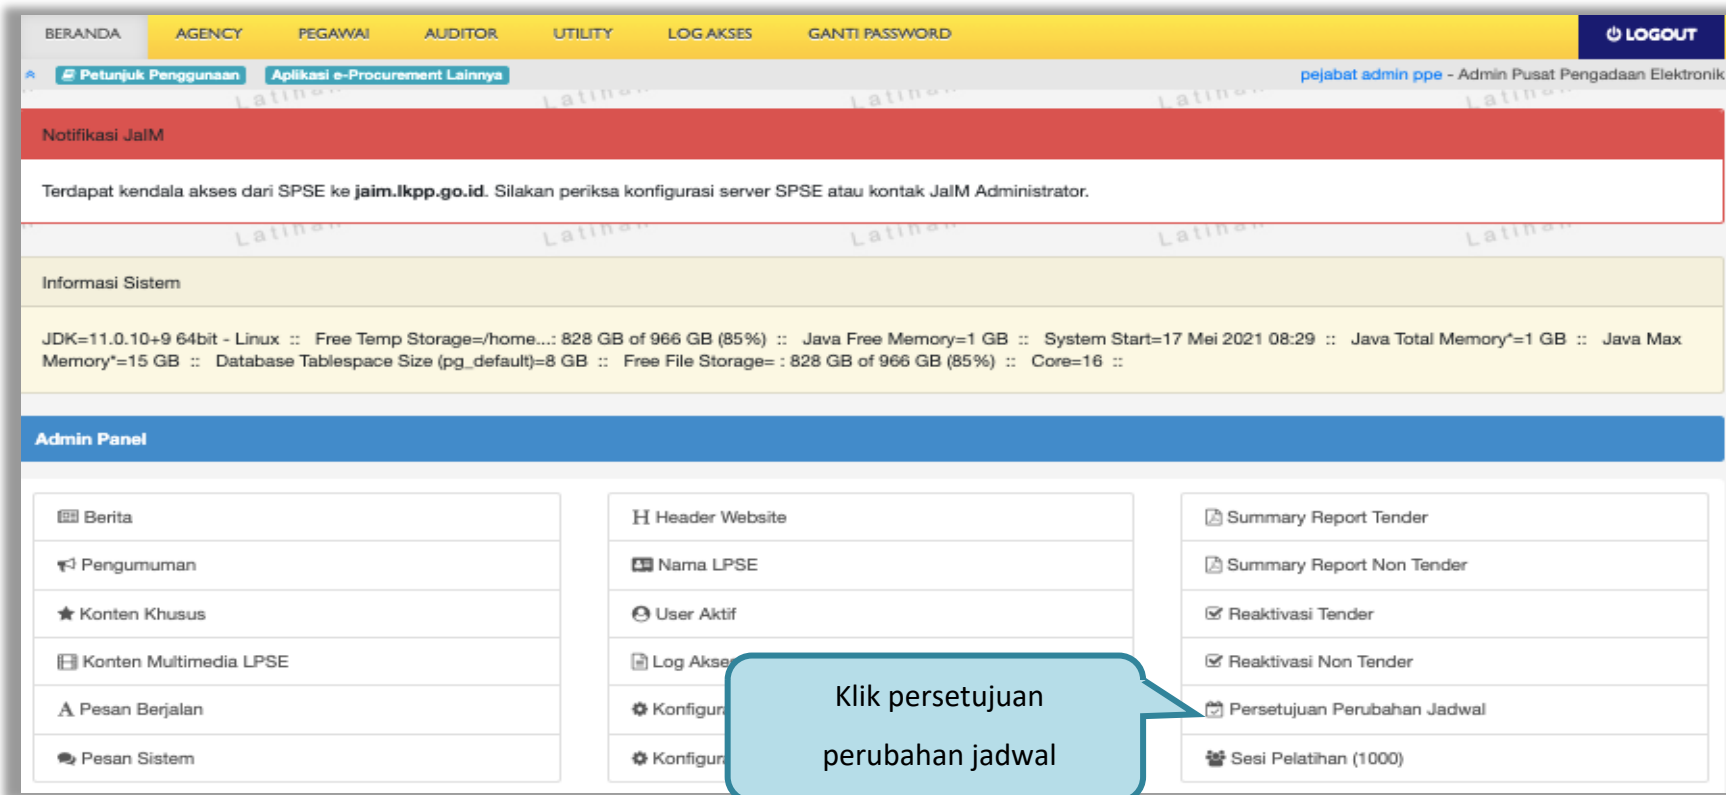 BERANDA AGENCY PEGAWAI AUDITOR UTILITY LOG AKSES GANTI PASSWORD LOGOUT
Petunjuk Penggunaan Aplikasi e-Procurement Lainnya pejabat admin ppe - Admin Pusat Pengadaan Elektronik
Notifikasi JaIM
Terdapat kendala akses dari SPSE ke jaim.lkpp.go.id. Silakan periksa konfigurasi server SPSE atau kontak JaIM Administrator.
Latihan Latihan Latihan Latihan Latihan
Informasi Sistem
JDK=11.0.10+9 64bit - Linux :: Free Temp Storage=/home...: 828 GB of 966 GB (85%) :: Java Free Memory=1 GB :: System Start=17 Mei 2021 08:29 :: Java Total Memory*=1 GB :: Java Max
Memory*=15 GB :: Database Tablespace Size (pg_default)=8 GB :: Free File Storage= : 828 GB of 966 GB (85%) :: Core=16 ::
Admin Panel
Berita
Pengumuman
Konten Khusus
Konten Multimedia LPSE
Pesan Berjalan
Pesan Sistem
Header Website
Nama LPSE
User Aktif
Log Akses
Klik persetujuan
perubahan jadwal
Summary Report Tender
Summary Report Non Tender
Reaktivasi Tender
Reaktivasi Non Tender
Persetujuan Perubahan Jadwal
Sesi Pelatihan (1000)